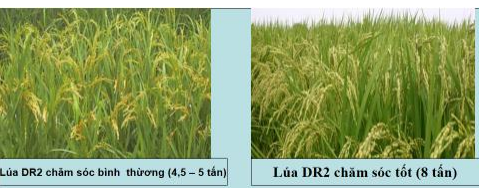 Lúa DR2 chăm sóc bình thường (4,5 – 5 tấn)
Lúa DR2 chăm sóc tốt (8 tấn)